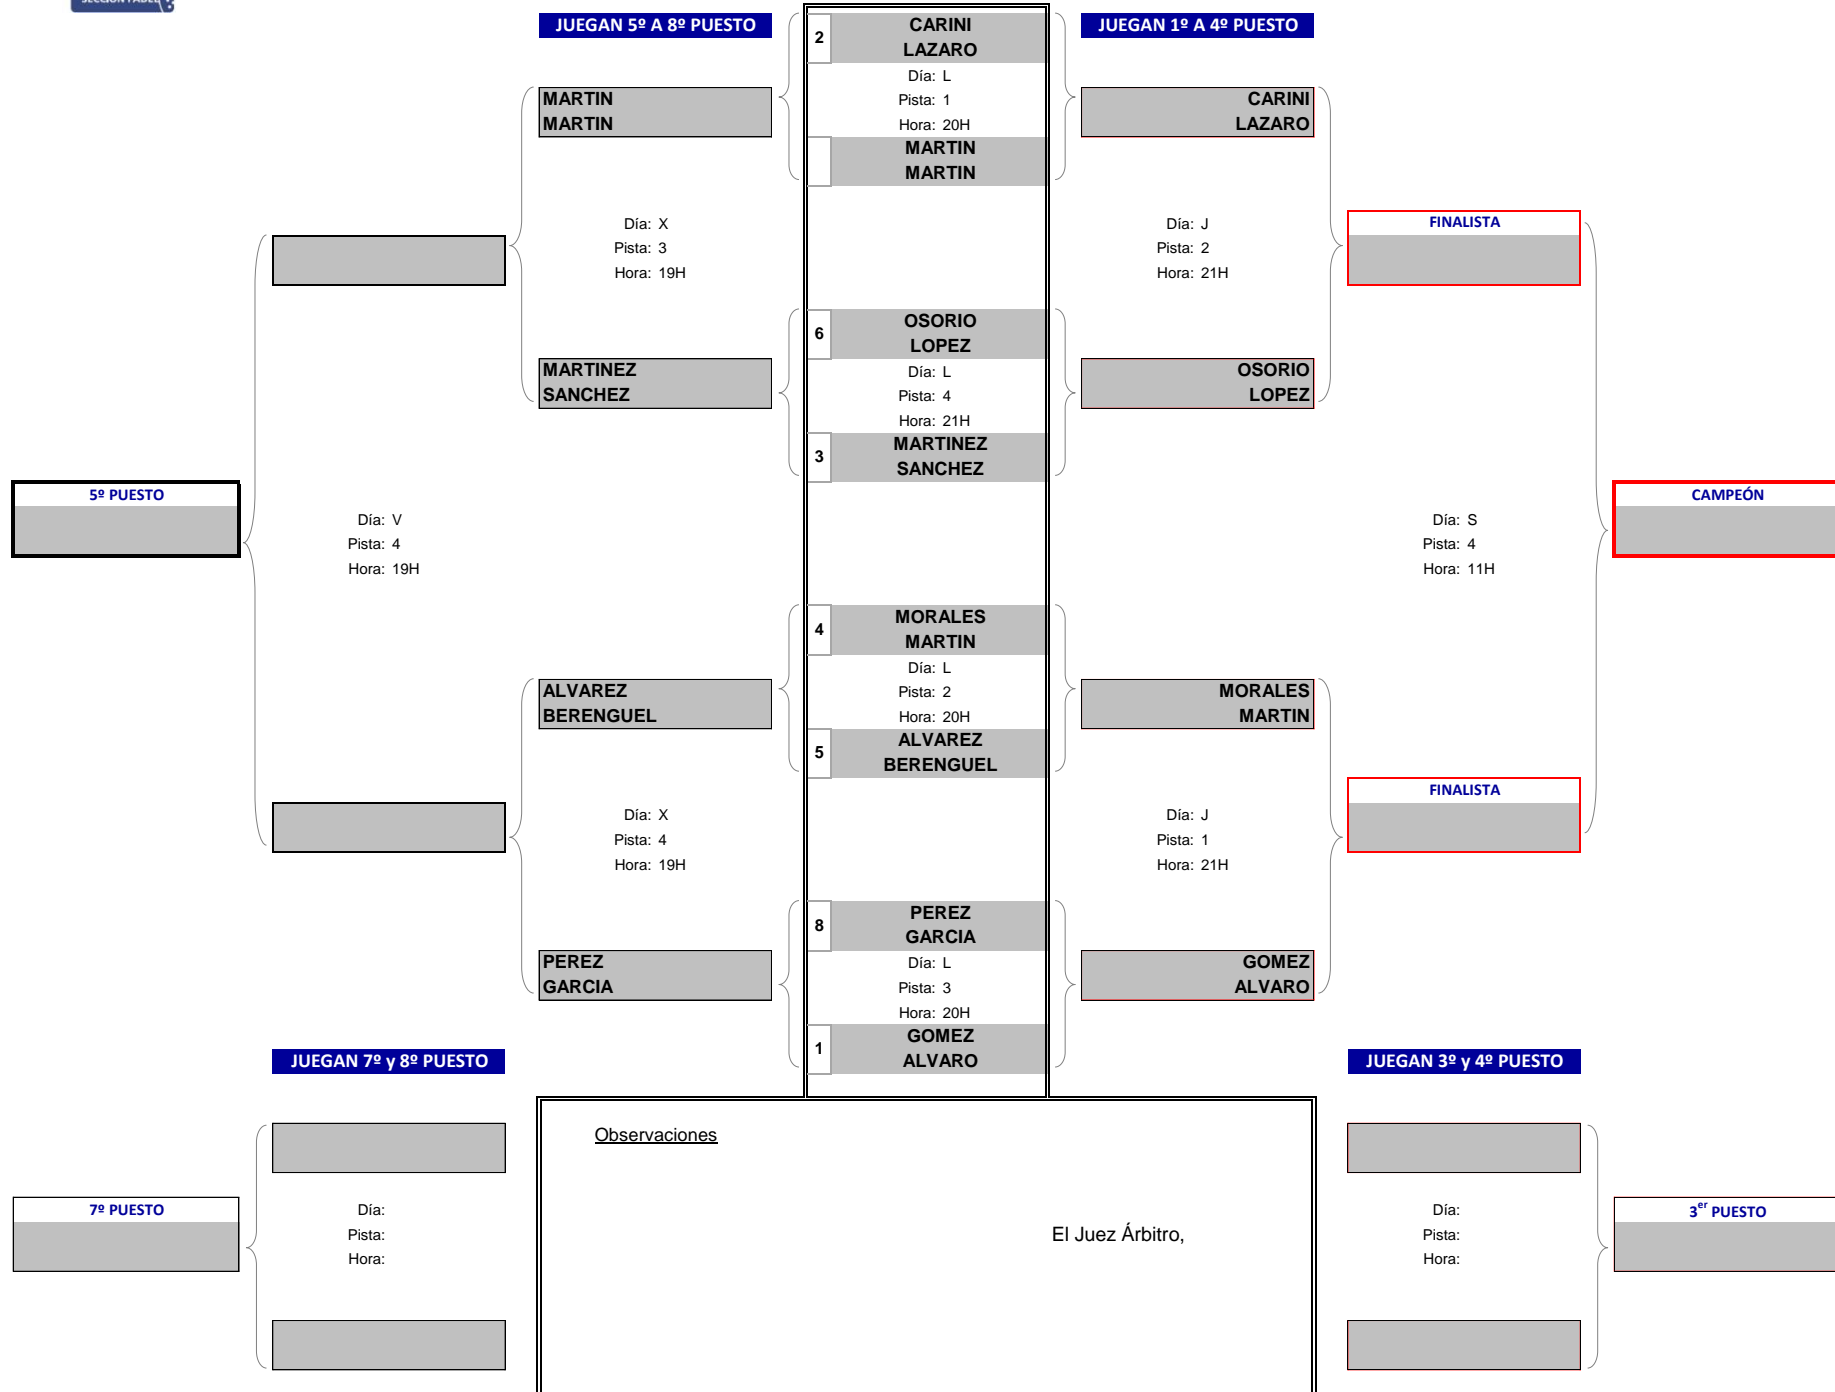 SECCIÓN PADEL
JUEGAN 5º A 8º PUESTO
2
CARINI
LAZARO
JUEGAN 1º A 4º PUESTO
Día: L
MARTIN
MARTIN
Pista: 1
CARINI
LAZARO
Hora: 20H
MARTIN
MARTIN
Día: X
Pista: 3
Hora: 19H
Día: J
Pista: 2
Hora: 21H
FINALISTA
6
OSORIO
LOPEZ
MARTINEZ
SANCHEZ
Día: L
Pista: 4
Hora: 21H
OSORIO
LOPEZ
3
MARTINEZ
SANCHEZ
5º PUESTO
Día: V
Pista: 4
Hora: 19H
Día: S
Pista: 4
Hora: 11H
CAMPEÓN
4
MORALES
MARTIN
Día: L
Pista: 2
Hora: 20H
ALVAREZ
BERENGUEL
MORALES
MARTIN
5
ALVAREZ
BERENGUEL
Día: X
Pista: 4
Hora: 19H
Día: J
Pista: 1
Hora: 21H
FINALISTA
8
PEREZ
GARCIA
PEREZ
GARCIA
Día: L
Pista: 3
Hora: 20H
GOMEZ
ALVARO
1
GOMEZ
ALVARO
JUEGAN 7º y 8º PUESTO
JUEGAN 3º y 4º PUESTO
Observaciones
7º PUESTO
Día:
Pista:
Hora:
El Juez Árbitro,
Día:
Pista:
Hora:
3er PUESTO